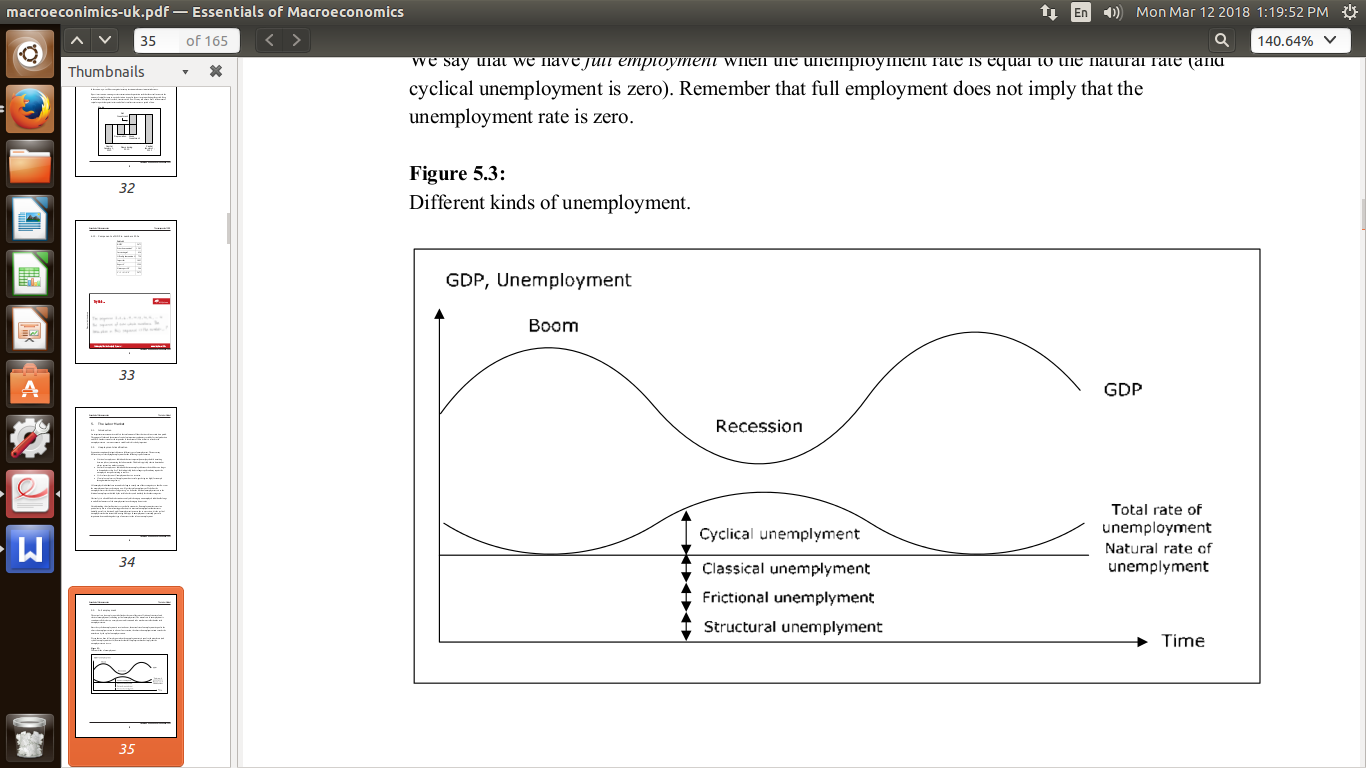 macroeconimics-uk.pdf — Essentials of Macroeconomics
En
Mon Mar 12 2018 1:19:52 PM
35 of 165
140.64%
Thumbnails
32
33
34
35
We say that we have full employment when the unemployment rate is equal to the natural rate (and
cyclical unemployment is zero). Remember that full employment does not imply that the
unemployment rate is zero.
Figure 5.3:
Different kinds of unemployment.
GDP, Unemployment
Boom
GDP
Recession
Total rate of
unemployment
Cyclical unemplyment
Natural rate of
unemplyment
Classical unemplyment
Frictional unemplyment
Structural unemplyment
Time